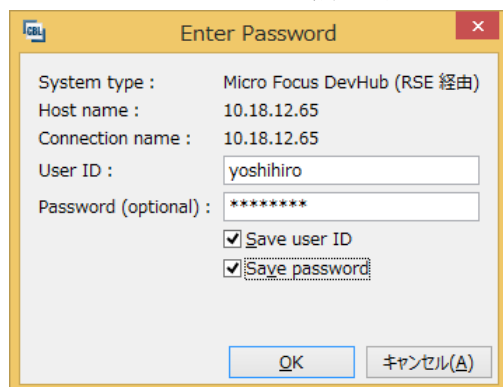 CBL
Enter Password
×
System type : Micro Focus DevHub (RSE 経由)
Host name : 10.18.12.65
Connection name : 10.18.12.65
User ID : yoshihiro
Password (optional) : ********
Save user ID
Save password
OK キャンセル(A)